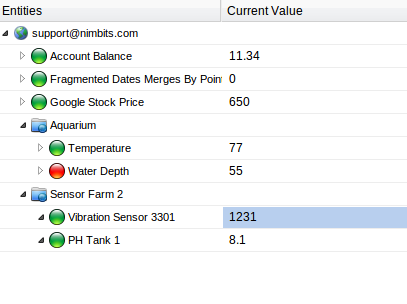 Entities Current Value
support@nimbits.com
Account Balance 11.34
Fragmented Dates Merges By Poin 0
Google Stock Price 650
Aquarium
Temperature 77
Water Depth 55
Sensor Farm 2
Vibration Sensor 3301 1231
PH Tank 1 8.1